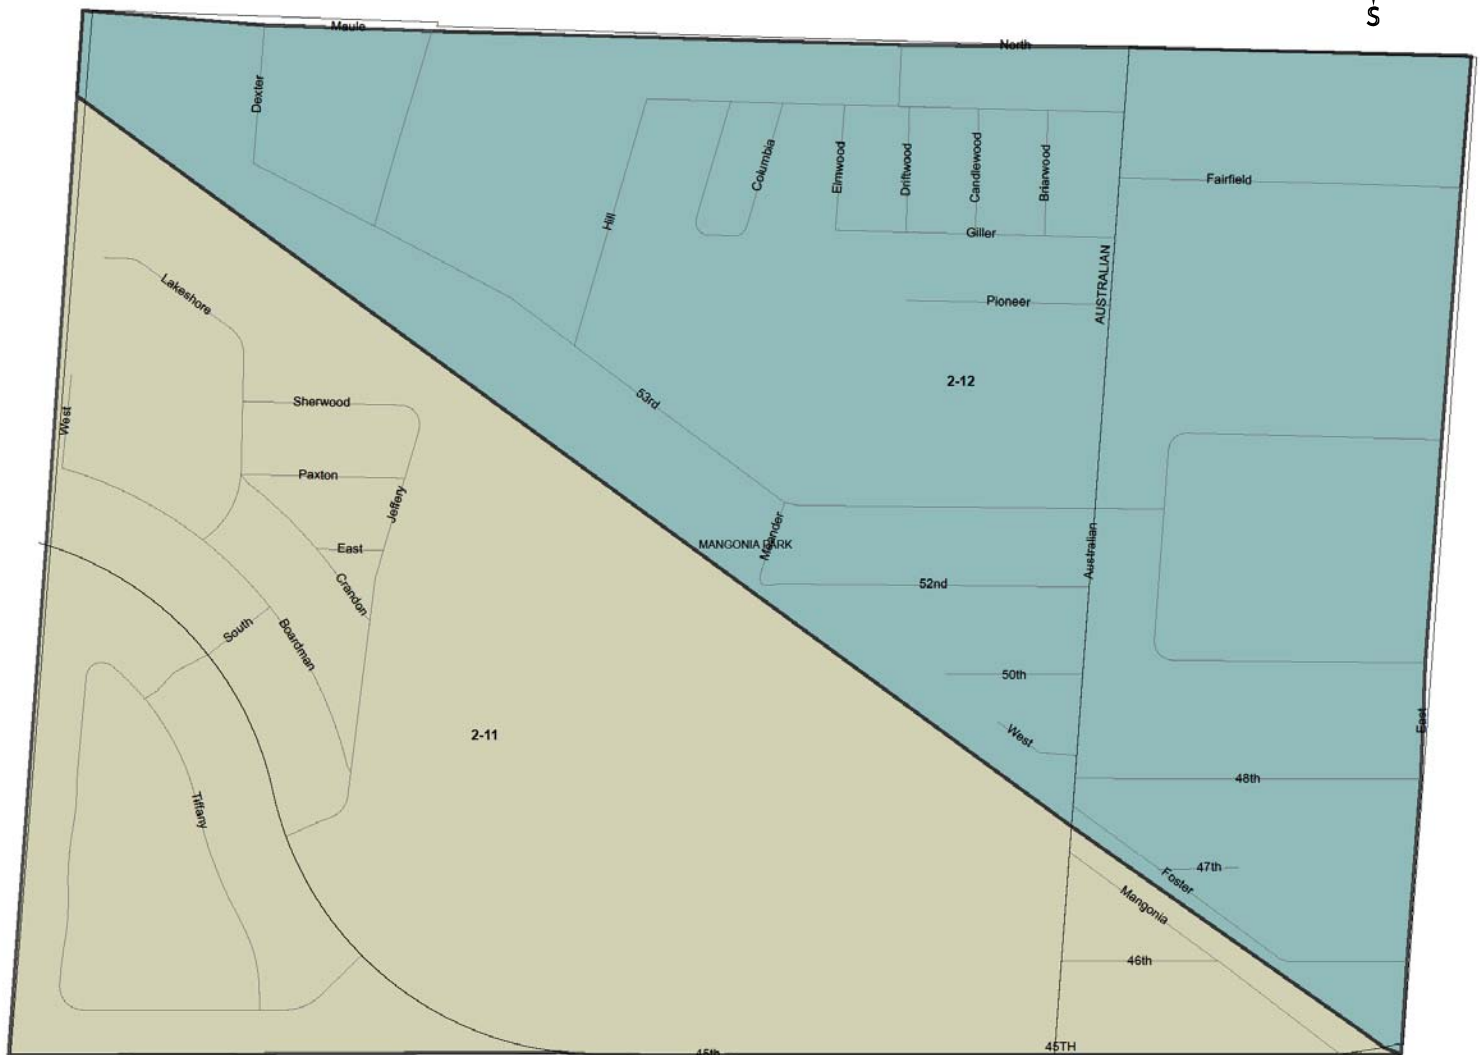 S
Maule
North
Dexter
Columbia
Elmwood
Driftwood
Candlewood
Briarwood
Fairfield
Hill
Giller
AUSTRALIAN
Pioneer
Lakeshore
2-12
53rd
Sherwood
West
Paxton
Jeffery
Meander
MANGONIA PARK
Australian
East
52nd
Crandon
South
Boardman
50th
East
2-11
West
48th
Tiffany
47th
Foster
Mangonia
46th
45th
45TH